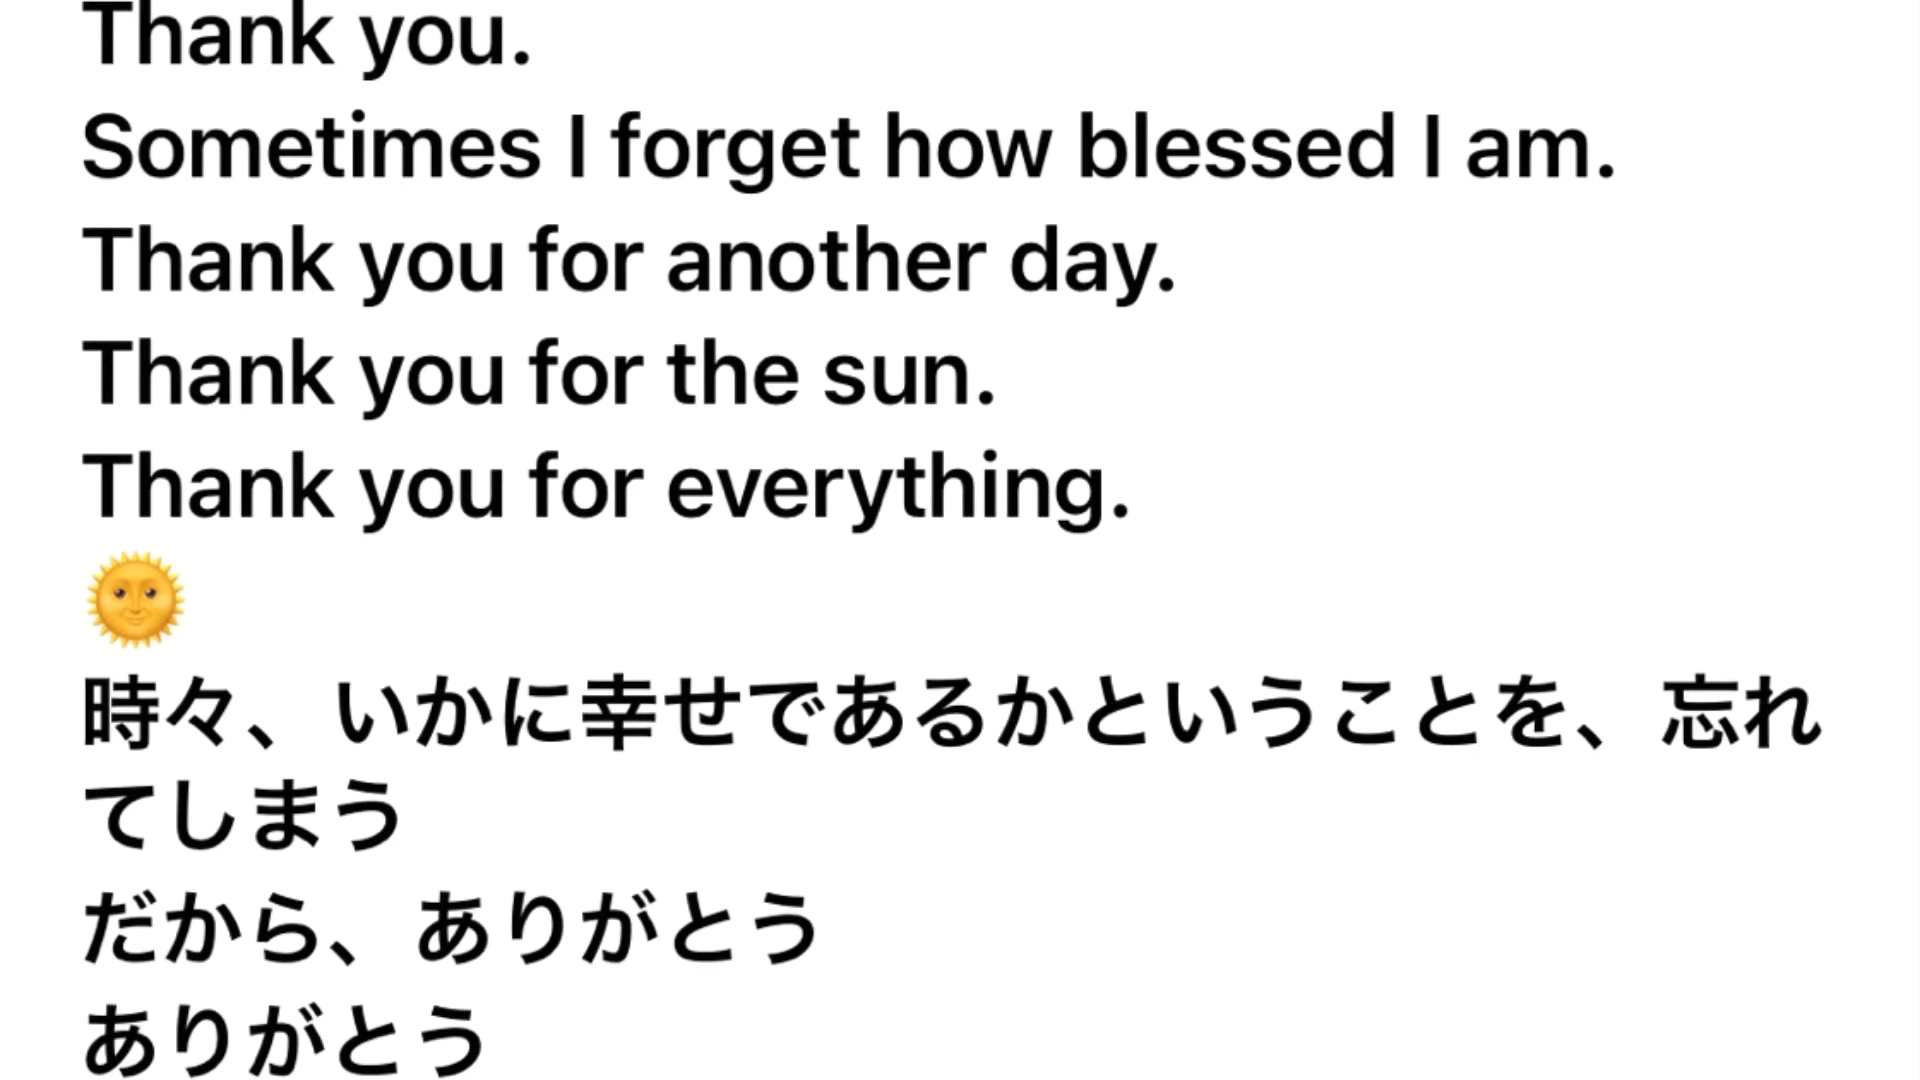 Thank you.
Sometimes I forget how blessed I am.
Thank you for another day.
Thank you for the sun.
Thank you for everything.
🌞
時々、いかに幸せであるかということを、忘れ
てしまう
だから、ありがとう
ありがとう